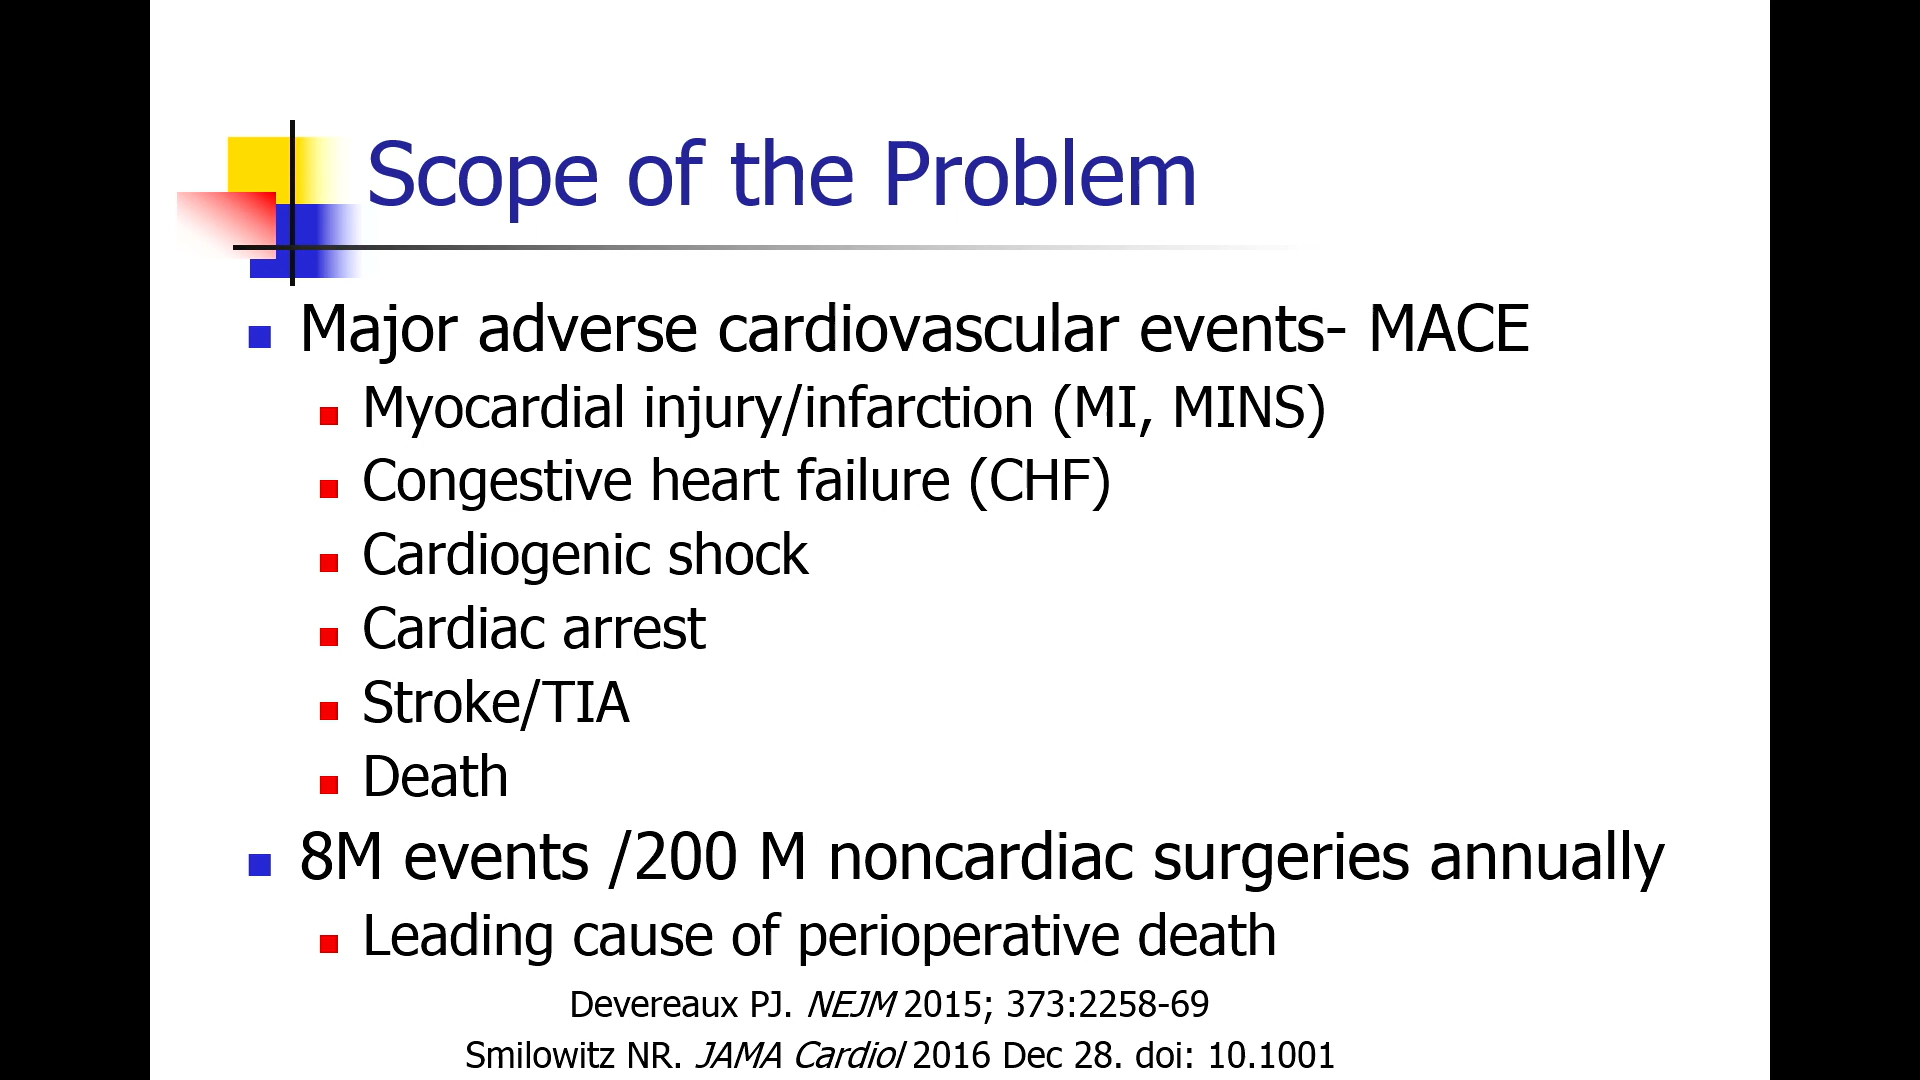 Scope of the Problem
Major adverse cardiovascular events- MACE
Myocardial injury/infarction (MI, MINS)
Congestive heart failure (CHF)
Cardiogenic shock
Cardiac arrest
Stroke/TIA
Death
8M events /200 M noncardiac surgeries annually
Leading cause of perioperative death
Devereaux PJ. NEJM 2015; 373:2258-69
Smilowitz NR. JAMA Cardiol 2016 Dec 28. doi: 10.1001